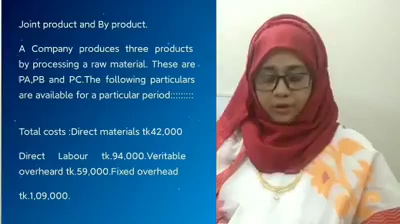 Joint product and By product.
A Company produces three products
by processing a raw material. These are
PA,PB and PC.The following particulars
are available for a particular period:::::::::
Total costs :Direct materials tk42,000
Direct Labour tk.94,000.Veritable
overheard tk.59,000.Fixed overhead
tk.1,09,000.